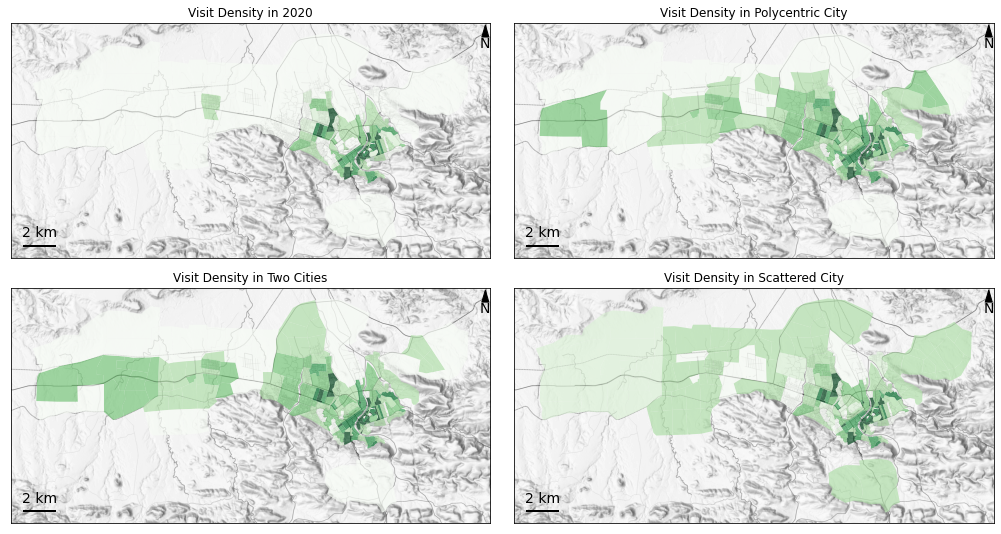 Visit Density in 2020
N
2 km
Visit Density in Polycentric City
N
2 km
Visit Density in Two Cities
N
2 km
Visit Density in Scattered City
N
2 km